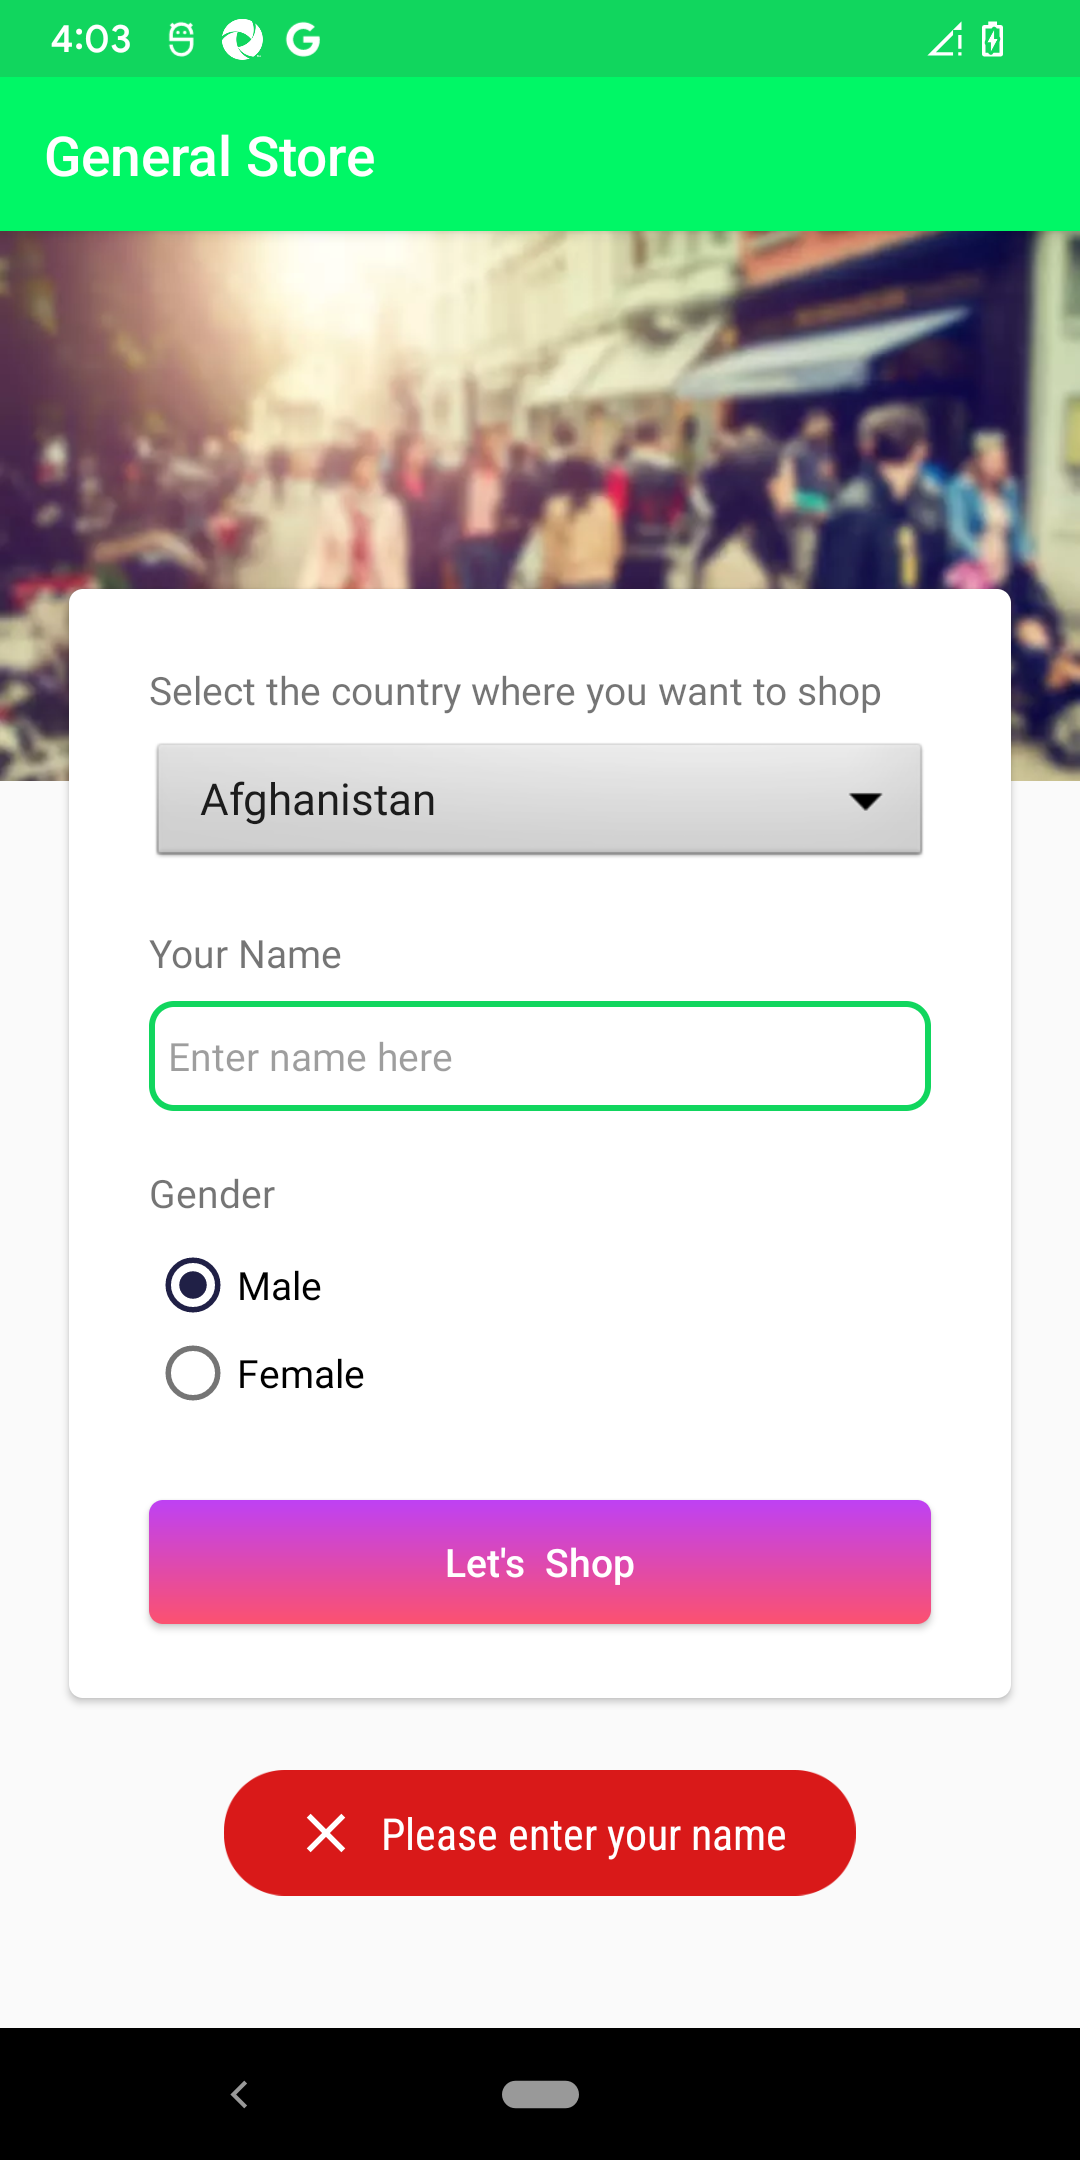 4:03
General Store
Select the country where you want to shop
Afghanistan
Your Name
Enter name here
Gender
Male
Female
Let's Shop
Please enter your name